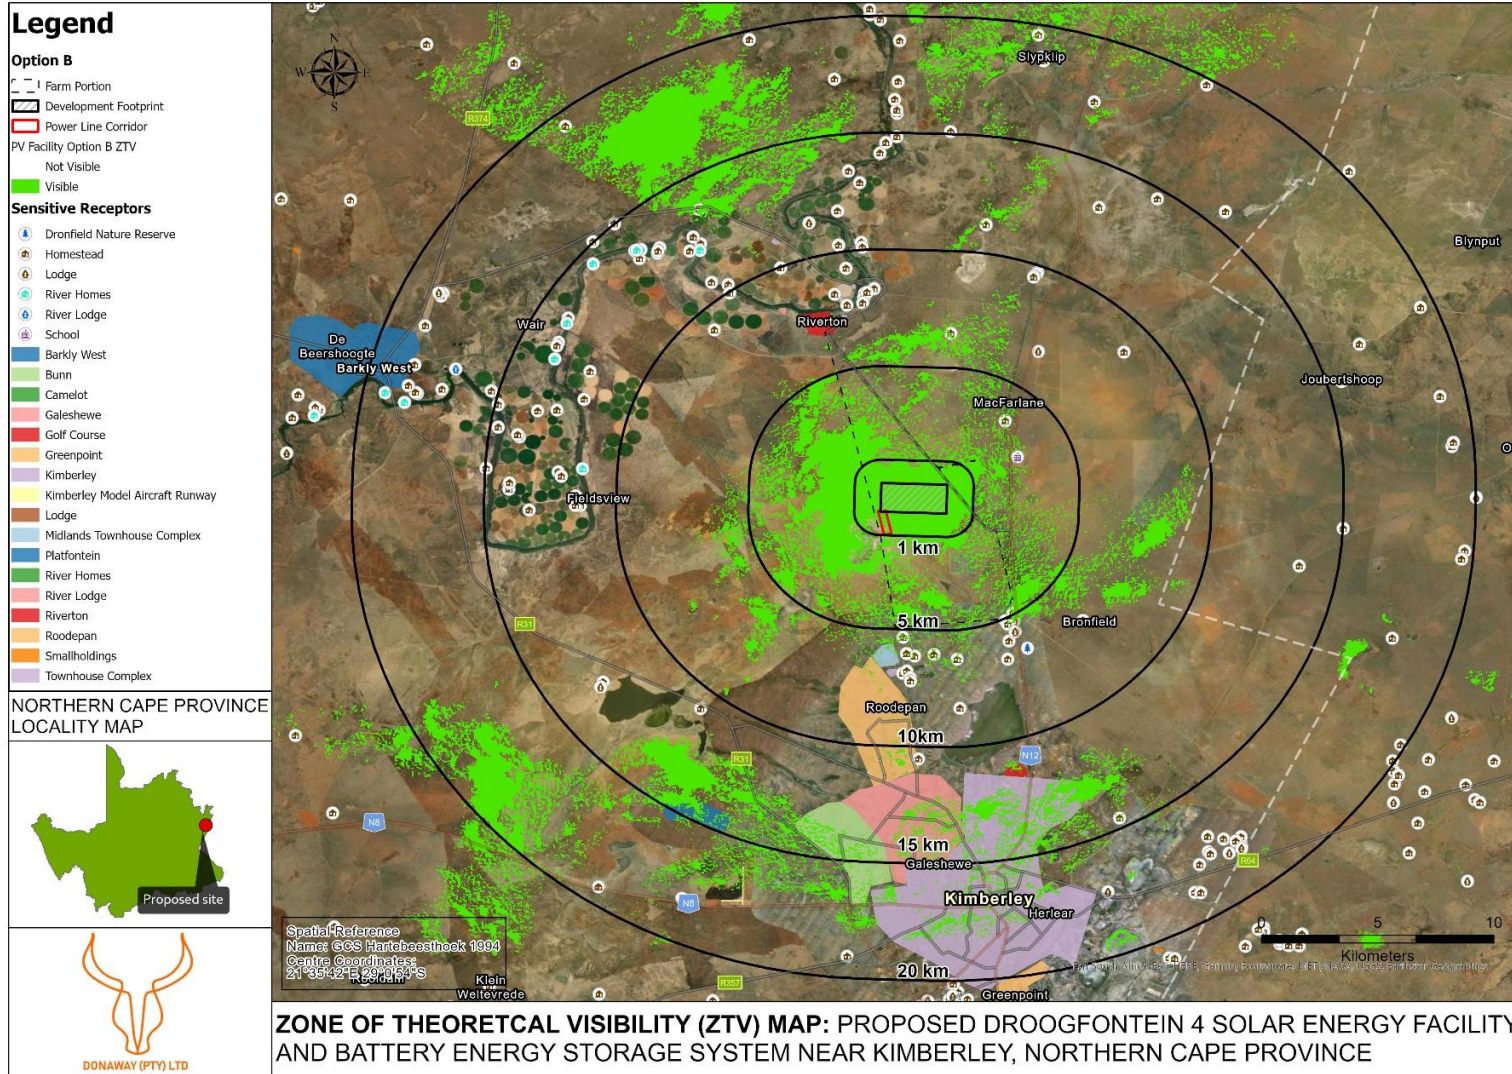 Legend
Option B
Farm Portion
Development Footprint
Power Line Corridor
PV Facility Option B ZTV
Not Visible
Visible
Sensitive Receptors
Dronfield Nature Reserve
Homestead
Lodge
River Homes
River Lodge
School
Barkly West
Bunn
Camelot
Galeshewe
Golf Course
Greenpoint
Kimberley
Kimberley Model Aircraft Runway
Lodge
Midlands Townhouse Complex
Platfontein
River Homes
River Lodge
Riverton
Roodepan
Smallholdings
Townhouse Complex
NORTHERN CAPE PROVINCE
LOCALITY MAP
Proposed site
DONAWAY (PTY) LTD
N
W E
S
Slypklip
R374
Blynput
Walr
Riverton
De
Beershoogte
Barkly West
Joubertshoop
MacFarlane
O
Fieldsview
1 km
R31
5 km
Bronfield
Roodepan
10km
N12
R31
N8
15 km
Galeshewe
R64
N8
Kimberley
Herlear
Spatial Reference
Name: GCS Hartebeesthoek 1994
Centre Coordinates:
21°35'42"E 29°0'54"S
0 5 10
Kilometers
20 km
Klein
Weltevrede
R357
Greenpoint
ZONE OF THEORETCAL VISIBILITY (ZTV) MAP: PROPOSED DROOGFONTEIN 4 SOLAR ENERGY FACILITY
AND BATTERY ENERGY STORAGE SYSTEM NEAR KIMBERLEY, NORTHERN CAPE PROVINCE